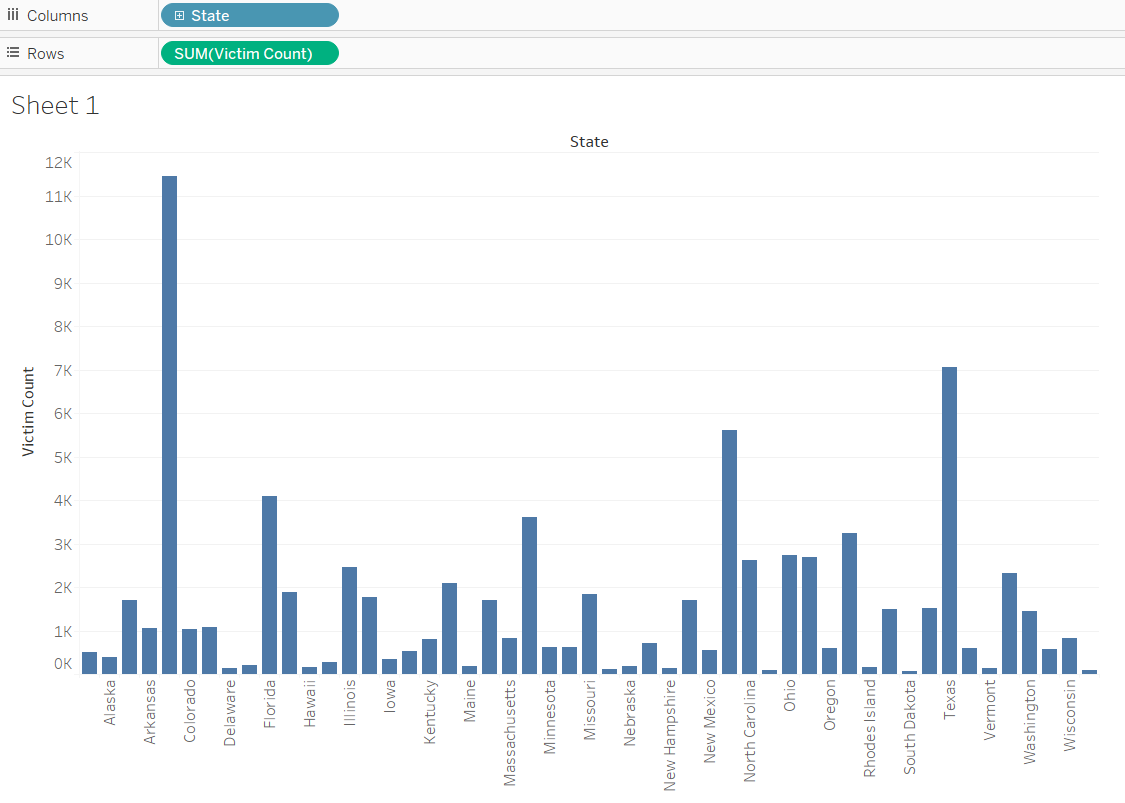 Columns
State
Rows
SUM(Victim Count)
Sheet 1
State
12K
11K
10K
9K
8K
7K
6K
5K
4K
3K
2K
1K
0K
Victim Count
Alaska
Arkansas
Colorado
Delaware
Florida
Hawaii
Illinois
Iowa
Kentucky
Maine
Massachusetts
Minnesota
Missouri
Nebraska
New Hampshire
New Mexico
North Carolina
Ohio
Oregon
Rhodes Island
South Dakota
Texas
Vermont
Washington
Wisconsin